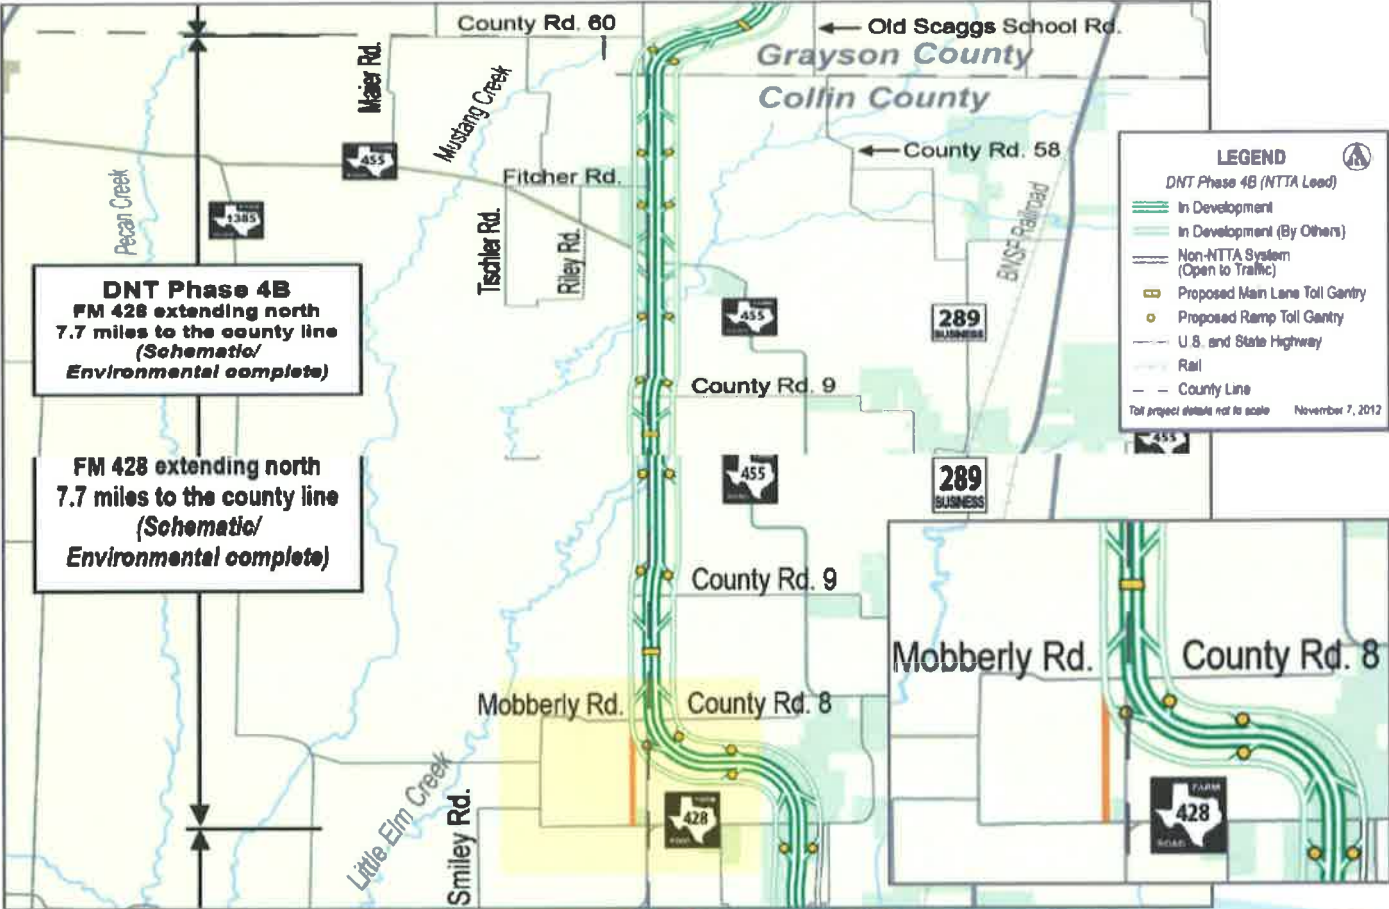 County Rd. 60
Old Scaggs School Rd.
Grayson County
Collin County
Maier Rd.
Mustang Creek
455
County Rd. 58
Pecan Creek
1385
Fitcher Rd.
Tischler Rd.
Riley Rd.
BNSF Railroad
LEGEND
DNT Phase 4B (NTTA Lead)
In Development
In Development (By Others)
Non-NTTA System
(Open to Traffic)
Proposed Main Lane Toll Gantry
Proposed Ramp Toll Gantry
U.S. and State Highway
Rail
County Line
Toll project details not to scale November 7, 2012
DNT Phase 4B
FM 428 extending north
7.7 miles to the county line
(Schematic/
Environmental complete)
455
289
BUSINESS
County Rd. 9
455
FM 428 extending north
7.7 miles to the county line
(Schematic/
Environmental complete)
455
289
BUSINESS
County Rd. 9
Mobberly Rd.
County Rd. 8
Mobberly Rd.
County Rd. 8
Little Elm Creek
Smiley Rd.
428
FARM
428
ROAD